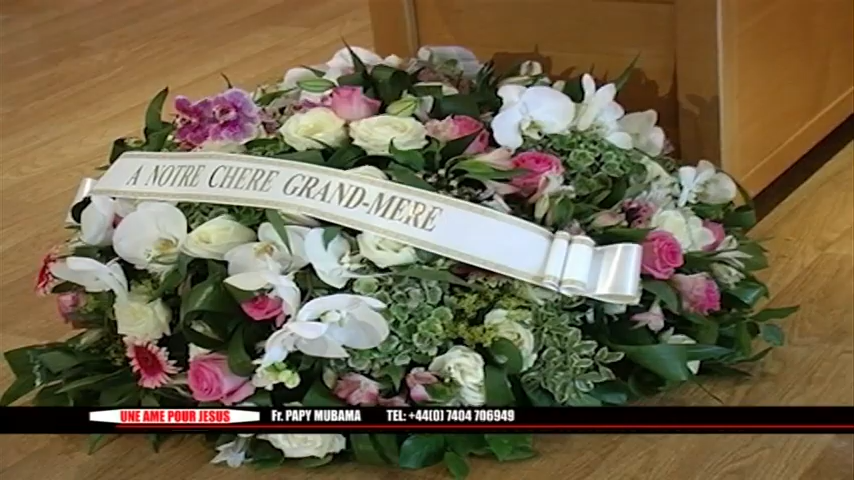 A NOTRE CHERE GRAND-MERE
UNE AME POUR JESUS Fr. PAPY MUBAMA TEL: +44(0) 7404 706949